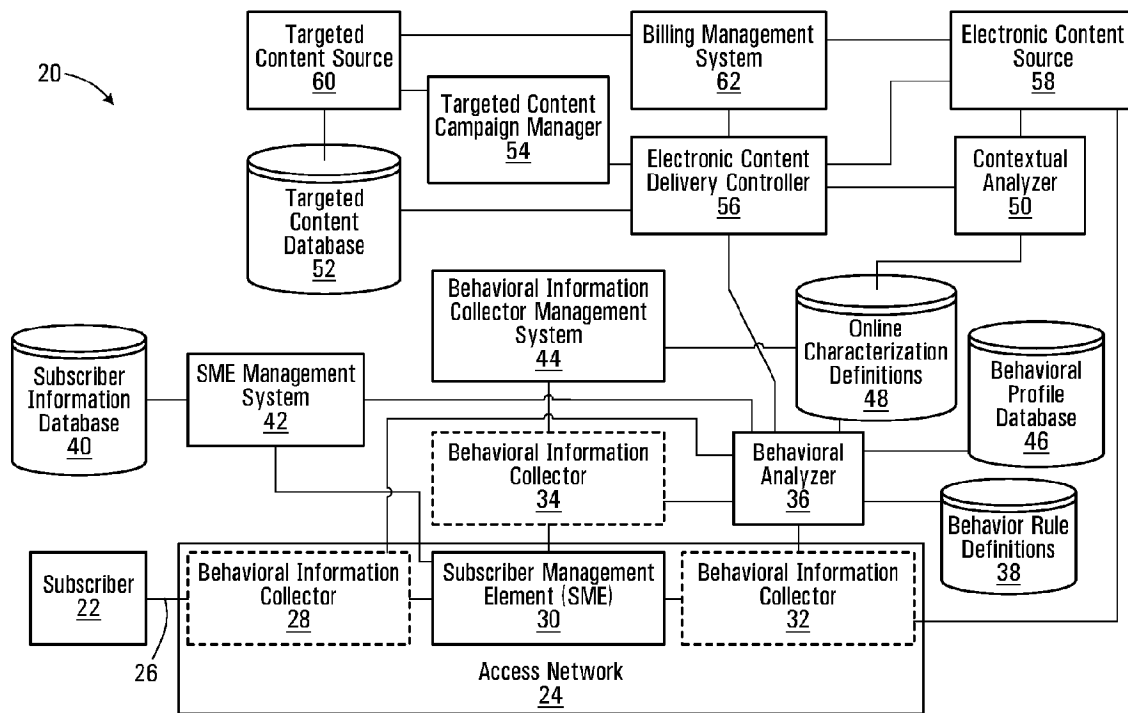 20
Targeted
Content Source
60
Billing Management
System
62
Electronic Content
Source
58
Targeted Content
Campaign Manager
54
Electronic Content
Delivery Controller
56
Contextual
Analyzer
50
Targeted
Content
Database
52
Behavioral Information
Collector Management
System
44
Online
Characterization
Definitions
48
Behavioral
Profile
Database
46
Subscriber
Information
Database
40
SME Management
System
42
Behavioral Information
Collector
34
Behavioral
Analyzer
36
Behavior Rule
Definitions
38
Subscriber
22
26
Behavioral Information
Collector
28
Subscriber Management
Element (SME)
30
Behavioral Information
Collector
32
Access Network
24